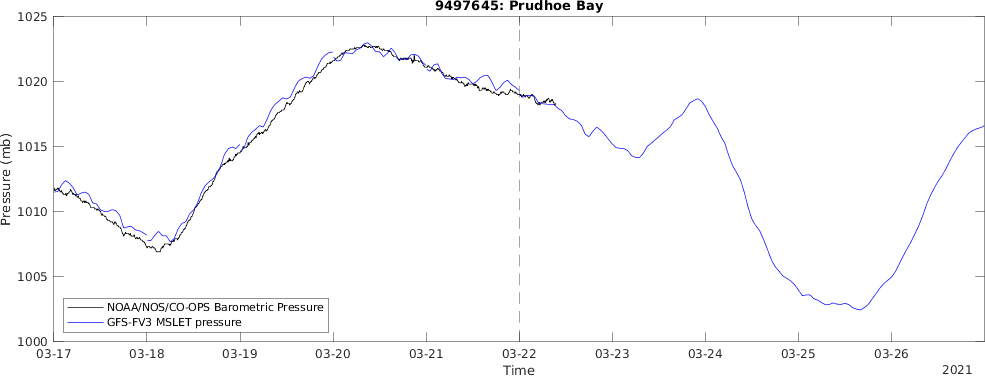 9497645: Prudhoe Bay
1025
1020
1015
1010
1005
1000
Pressure (mb)
NOAA/NOS/CO-OPS Barometric Pressure
GFS-FV3 MSLET pressure
03-17 03-18 03-19 03-20 03-21 03-22 03-23 03-24 03-25 03-26
Time
2021